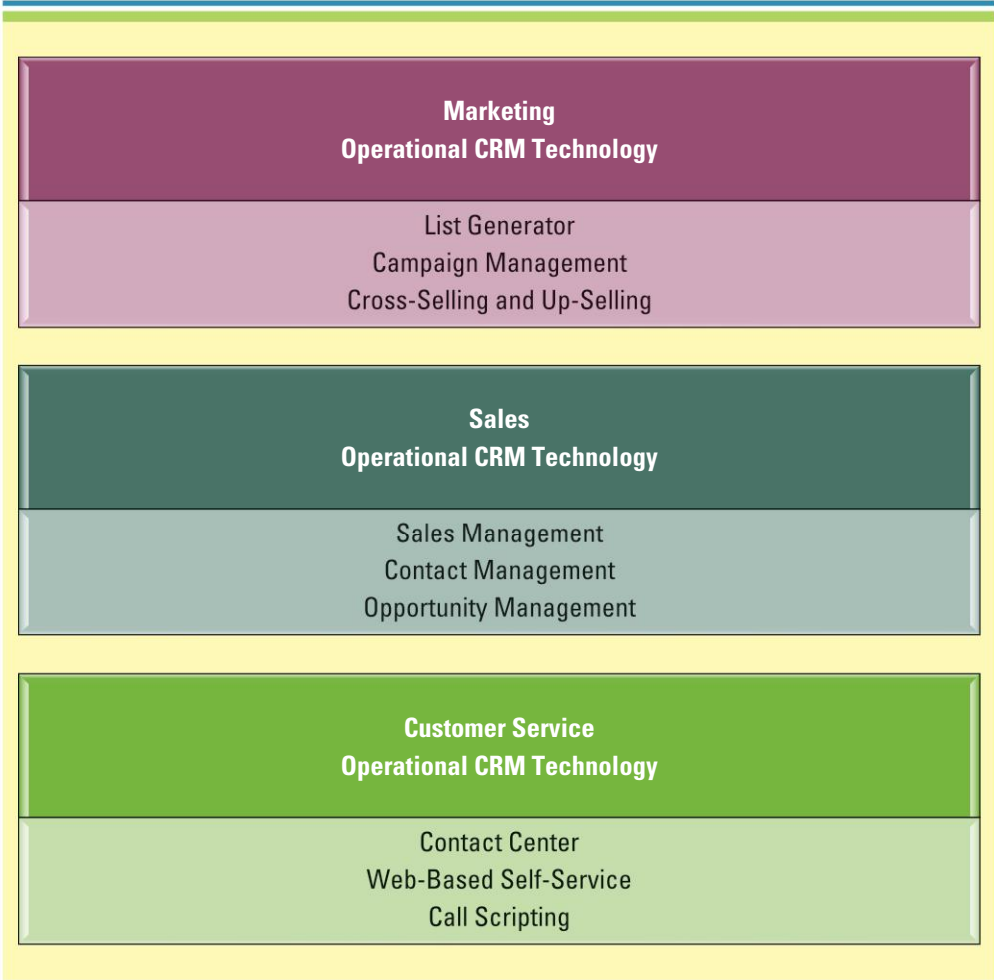 Marketing
Operational CRM Technology
List Generator
Campaign Management
Cross-Selling and Up-Selling
Sales
Operational CRM Technology
Sales Management
Contact Management
Opportunity Management
Customer Service
Operational CRM Technology
Contact Center
Web-Based Self-Service
Call Scripting